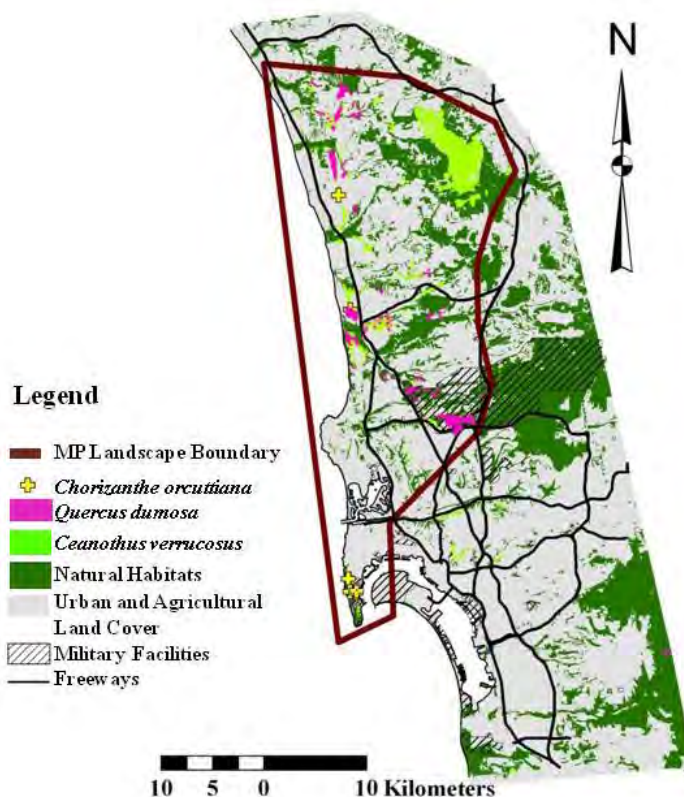 N
Legend
MP Landscape Boundary
Chorizanthe orcuttiana
Quercus dumosa
Ceanothus verrucosus
Natural Habitats
Urban and Agricultural
Land Cover
Military Facilities
Freeways
10 5 0 10 Kilometers